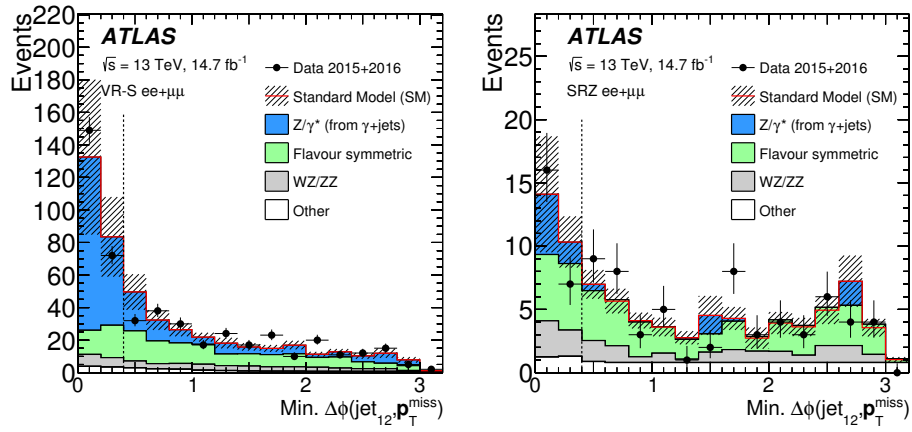 Events
220
200
180
160
140
120
100
80
60
40
20
0
ATLAS
√s = 13 TeV, 14.7 fb⁻¹
VR-S ee+μμ
Data 2015+2016
Standard Model (SM)
Z/γ* (from γ+jets)
Flavour symmetric
WZ/ZZ
Other
0 1 2 3
Min. Δϕ(jet₁₂,p_T^miss)
Events
25
20
15
10
5
0
ATLAS
√s = 13 TeV, 14.7 fb⁻¹
SRZ ee+μμ
Data 2015+2016
Standard Model (SM)
Z/γ* (from γ+jets)
Flavour symmetric
WZ/ZZ
Other
0 1 2 3
Min. Δϕ(jet₁₂,p_T^miss)